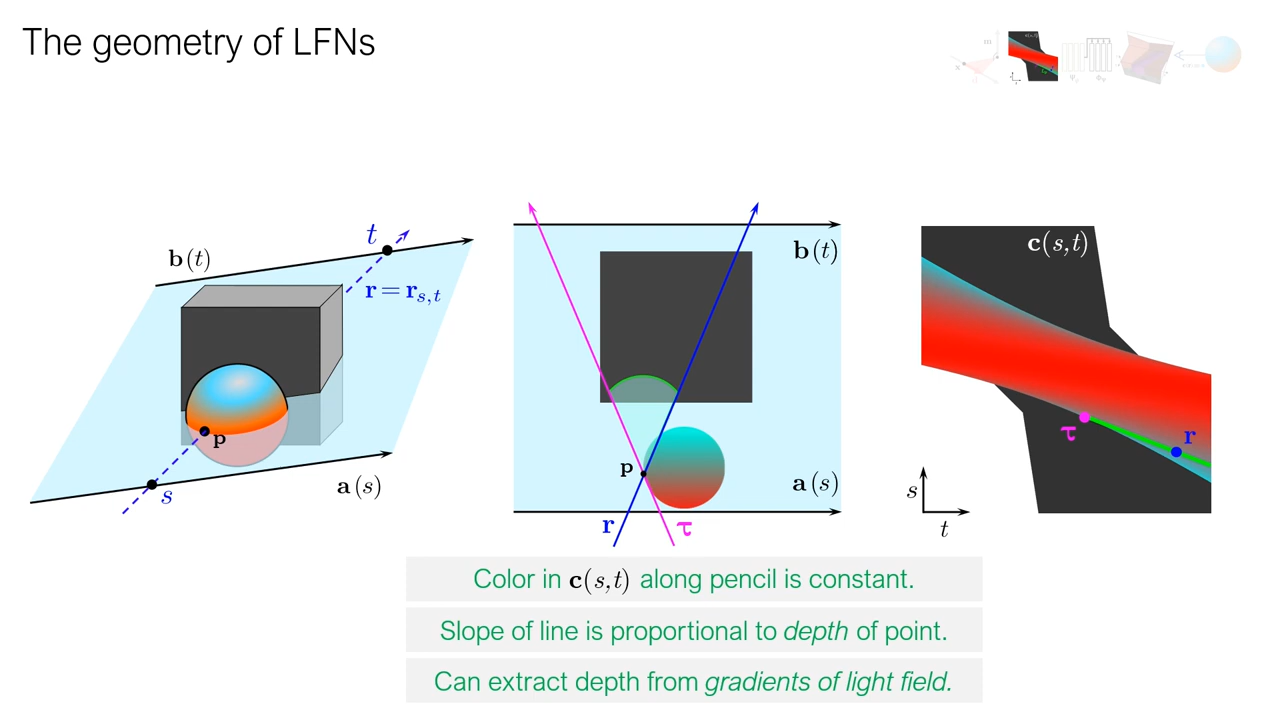 The geometry of LFNs
b(t)
t
r = r_{s,t}
p
s
a(s)
b(t)
p
a(s)
r
τ
c(s,t)
τ
r
s
t
Color in c(s,t) along pencil is constant.
Slope of line is proportional to depth of point.
Can extract depth from gradients of light field.